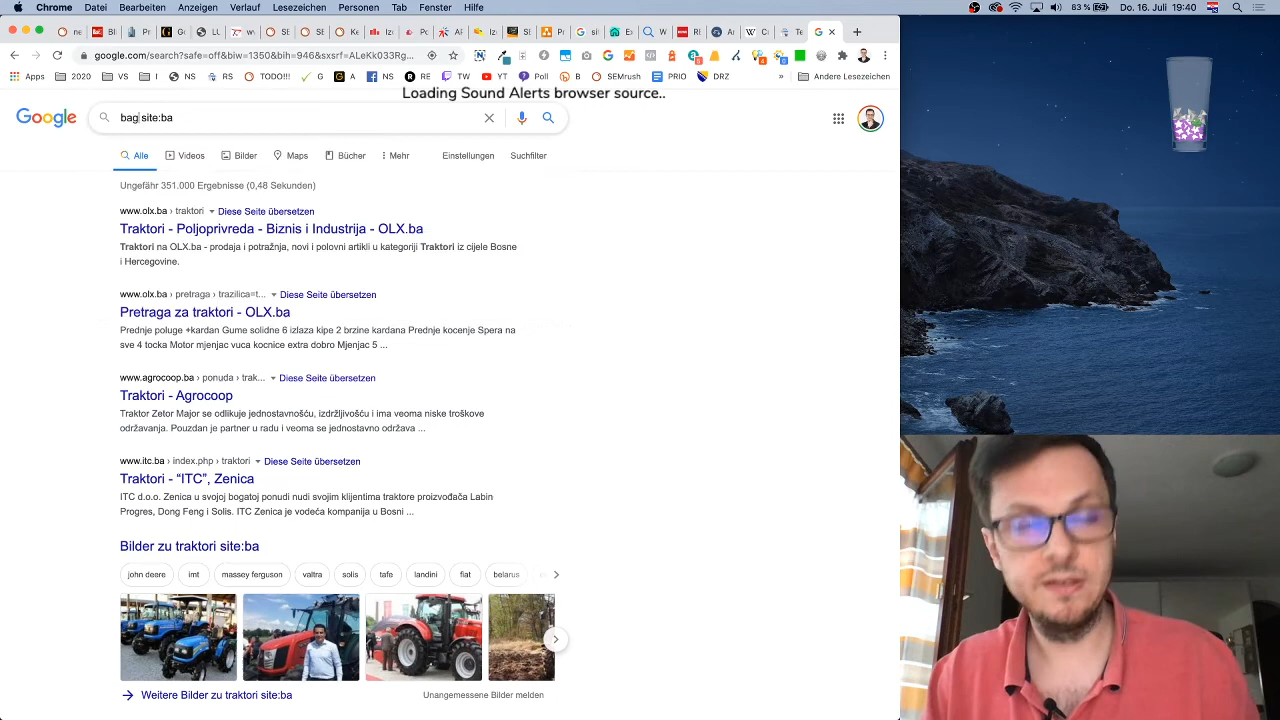 Chrome Datei Bearbeiten Anzeigen Verlauf Lesezeichen Personen Tab Fenster Hilfe 83 % Do. 16. Juli 19:40
google.com/search?safe=off&biw=1350&bih=946&sxsrf=ALeKk033Rg...
Apps 2020 VS I NS RS TODO!!! G A NS RE TW YT Poll B SEMrush PRIO DRZ » Andere Lesezeichen
Loading Sound Alerts browser source..
Google bag site:ba
Alle Videos Bilder Maps Bücher Mehr Einstellungen Suchfilter
Ungefähr 351.000 Ergebnisse (0,48 Sekunden)
www.olx.ba › traktori Diese Seite übersetzen
Traktori - Poljoprivreda - Biznis i Industrija - OLX.ba
Traktori na OLX.ba - prodaja i potražnja, novi i polovni artikli u kategoriji Traktori iz cijele Bosne
i Hercegovine.
www.olx.ba › pretraga › trazilica=t... Diese Seite übersetzen
Pretraga za traktori - OLX.ba
Prednje poluge +kardan Gume solidne 6 izlaza kipe 2 brzine kardana Prednje kocenje Spera na
sve 4 tocka Motor mjenjac vuca kocnice extra dobro Mjenjac 5 ...
www.agrocoop.ba › ponuda › trak... Diese Seite übersetzen
Traktori - Agrocoop
Traktor Zetor Major se odlikuje jednostavnošću, izdržljivošću i ima veoma niske troškove
održavanja. Pouzdan je partner u radu i veoma se jednostavno održava ...
www.itc.ba › index.php › traktori Diese Seite übersetzen
Traktori - “ITC”, Zenica
ITC d.o.o. Zenica u svojoj bogatoj ponudi nudi svojim klijentima traktore proizvođača Labin
Progres, Dong Feng i Solis. ITC Zenica je vodeća kompanija u Bosni ...
Bilder zu traktori site:ba
john deere imt massey ferguson valtra solis tafe landini fiat belarus
Weitere Bilder zu traktori site:ba Unangemessene Bilder melden